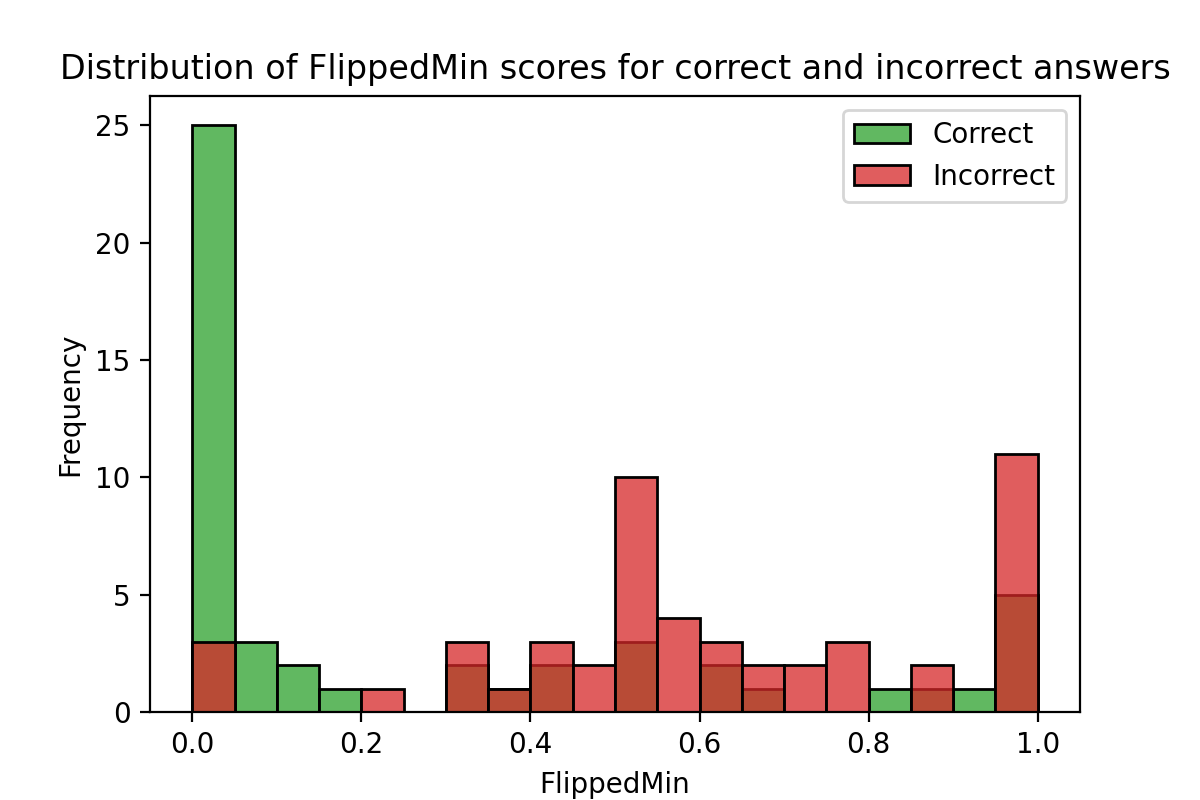 Distribution of FlippedMin scores for correct and incorrect answers
Correct
Incorrect
Frequency
25
20
15
10
5
0
0.0 0.2 0.4 0.6 0.8 1.0
FlippedMin